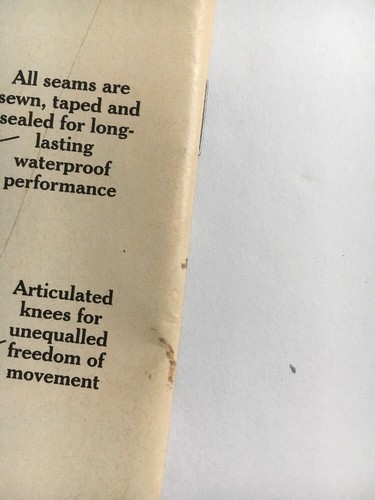 All seams are
sewn, taped and
sealed for long-
lasting
waterproof
performance
Articulated
knees for
unequalled
freedom of
movement